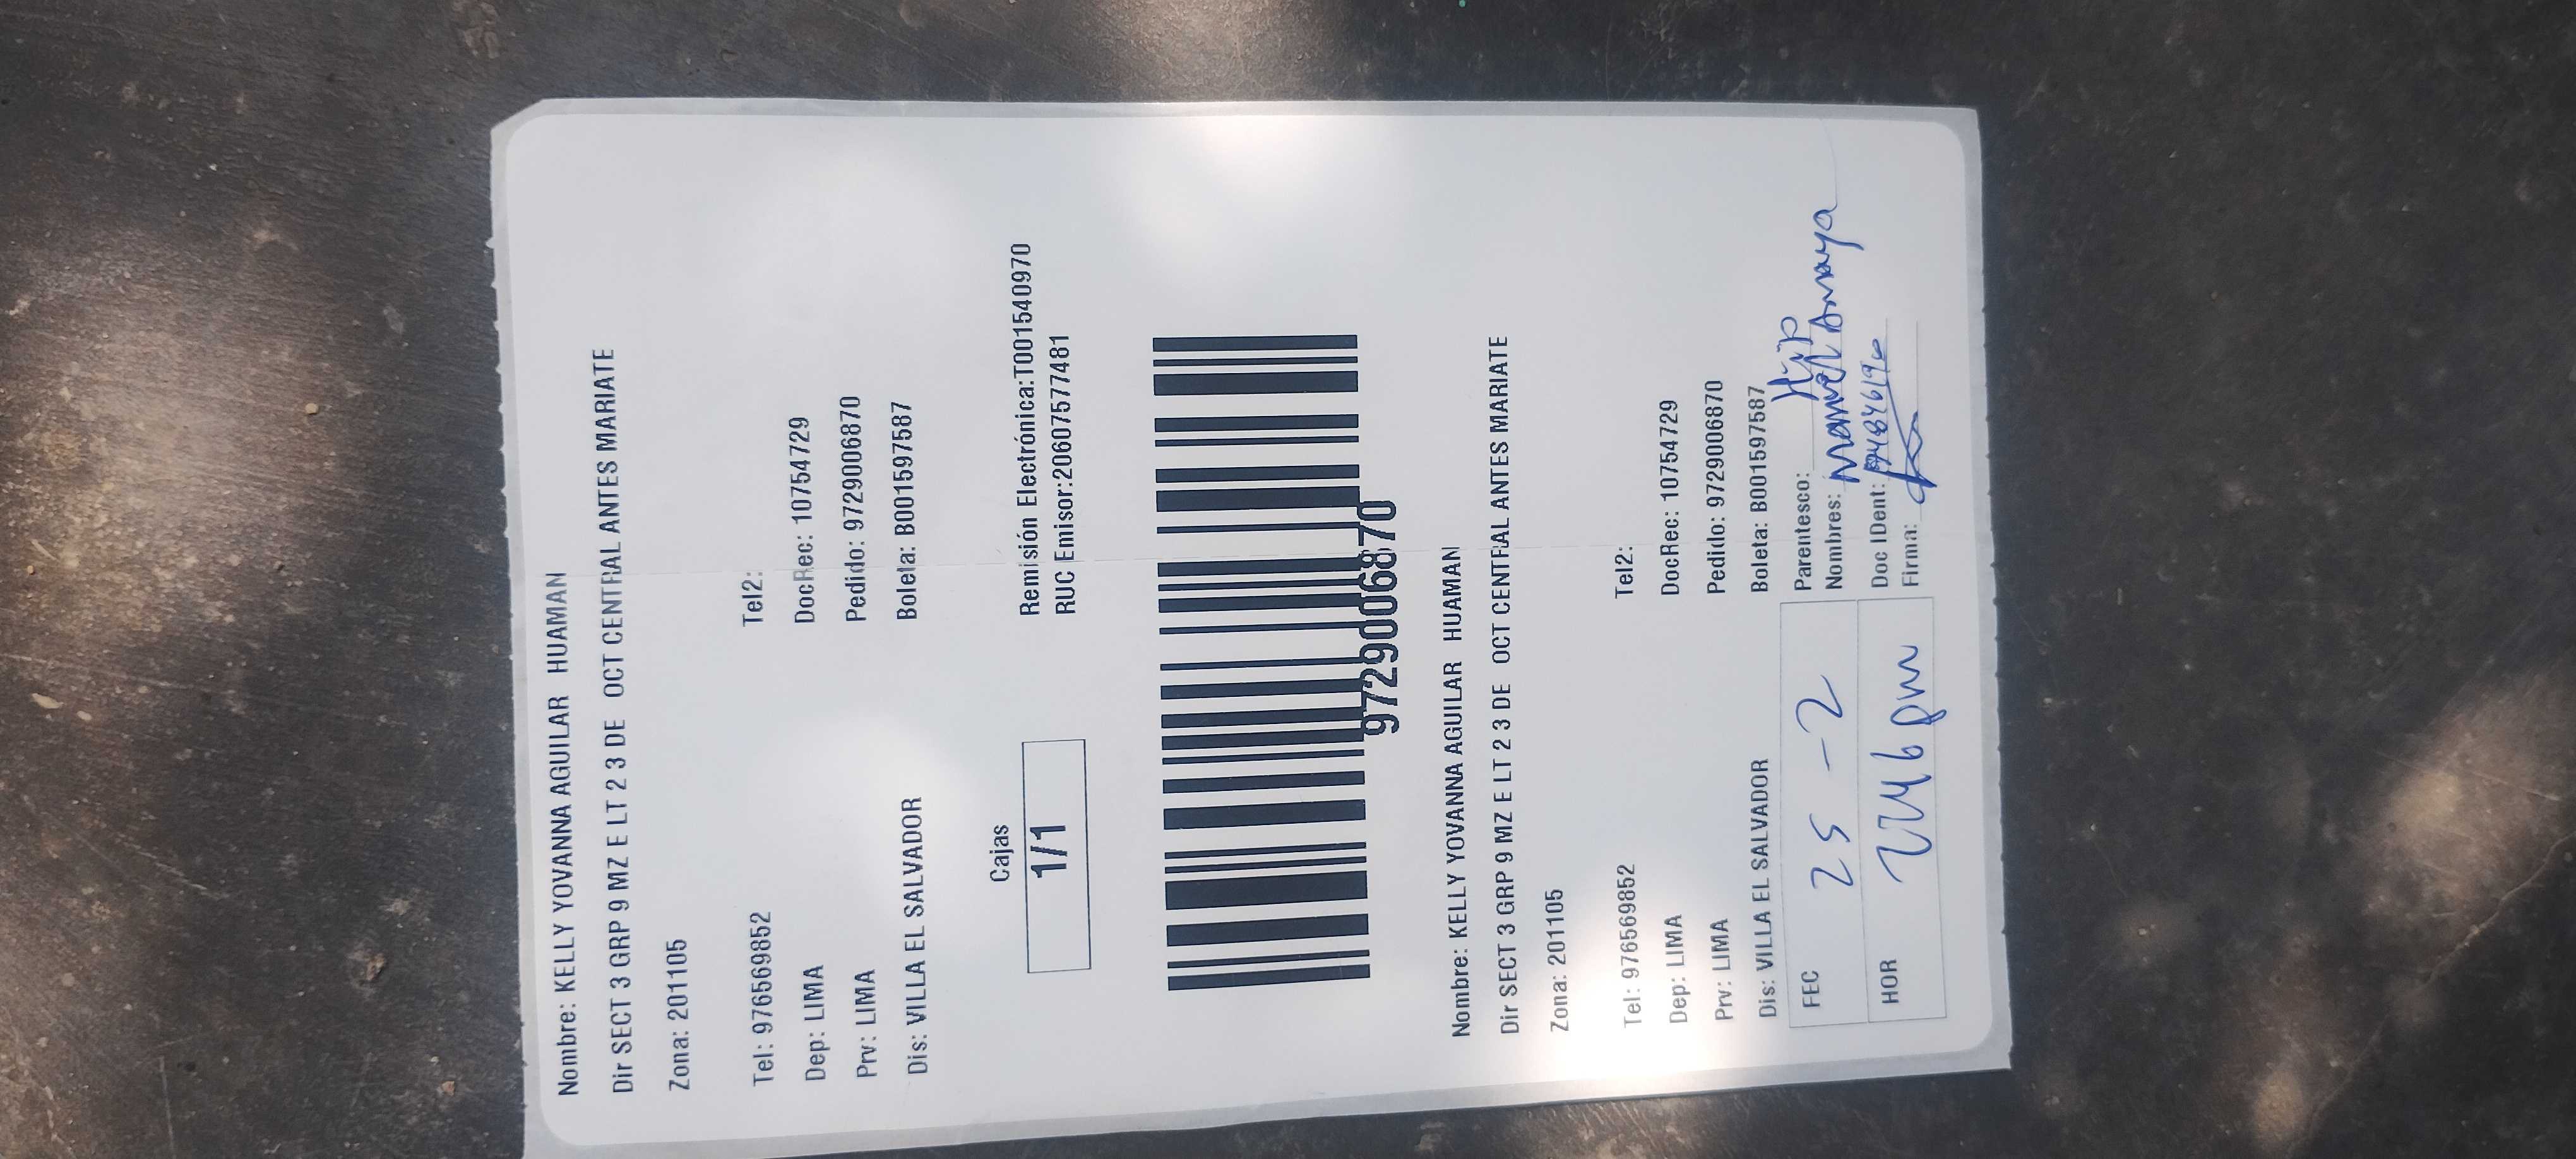 Nombre: KELLY YOVANNA AGUILAR HUAMAN
Dir SECT 3 GRP 9 MZ E LT 2 3 DE OCT CENTRAL ANTES MARIATE
Zona: 201105
Tel: 976569852 Tel2:
Dep: LIMA DocRec: 10754729
Prv: LIMA Pedido: 9729006870
Dis: VILLA EL SALVADOR Boleta: B001597587
Cajas Remisión Electrónica:T001540970
1/1 RUC Emisor:20607577481
9729006870
Nombre: KELLY YOVANNA AGUILAR HUAMAN
Dir SECT 3 GRP 9 MZ E LT 2 3 DE OCT CENTRAL ANTES MARIATE
Zona: 201105
Tel: 976569852 Tel2:
Dep: LIMA DocRec: 10754729
Prv: LIMA Pedido: 9729006870
Dis: VILLA EL SALVADOR Boleta: B001597587
FEC 25 -2 Parentesco: Hijo
Nombres: Manuel Amaya
HOR pm Doc IDent:
Firma: